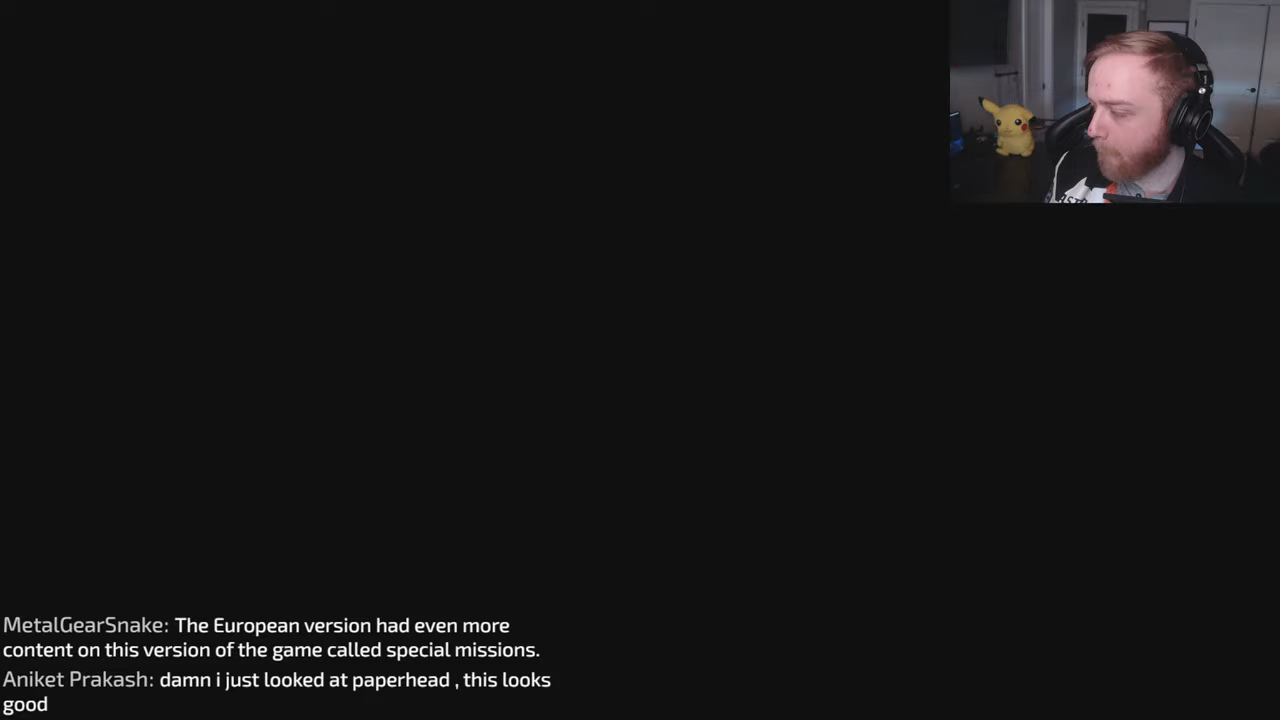 MetalGearSnake: The European version had even more
content on this version of the game called special missions.
Aniket Prakash: damn i just looked at paperhead , this looks
good